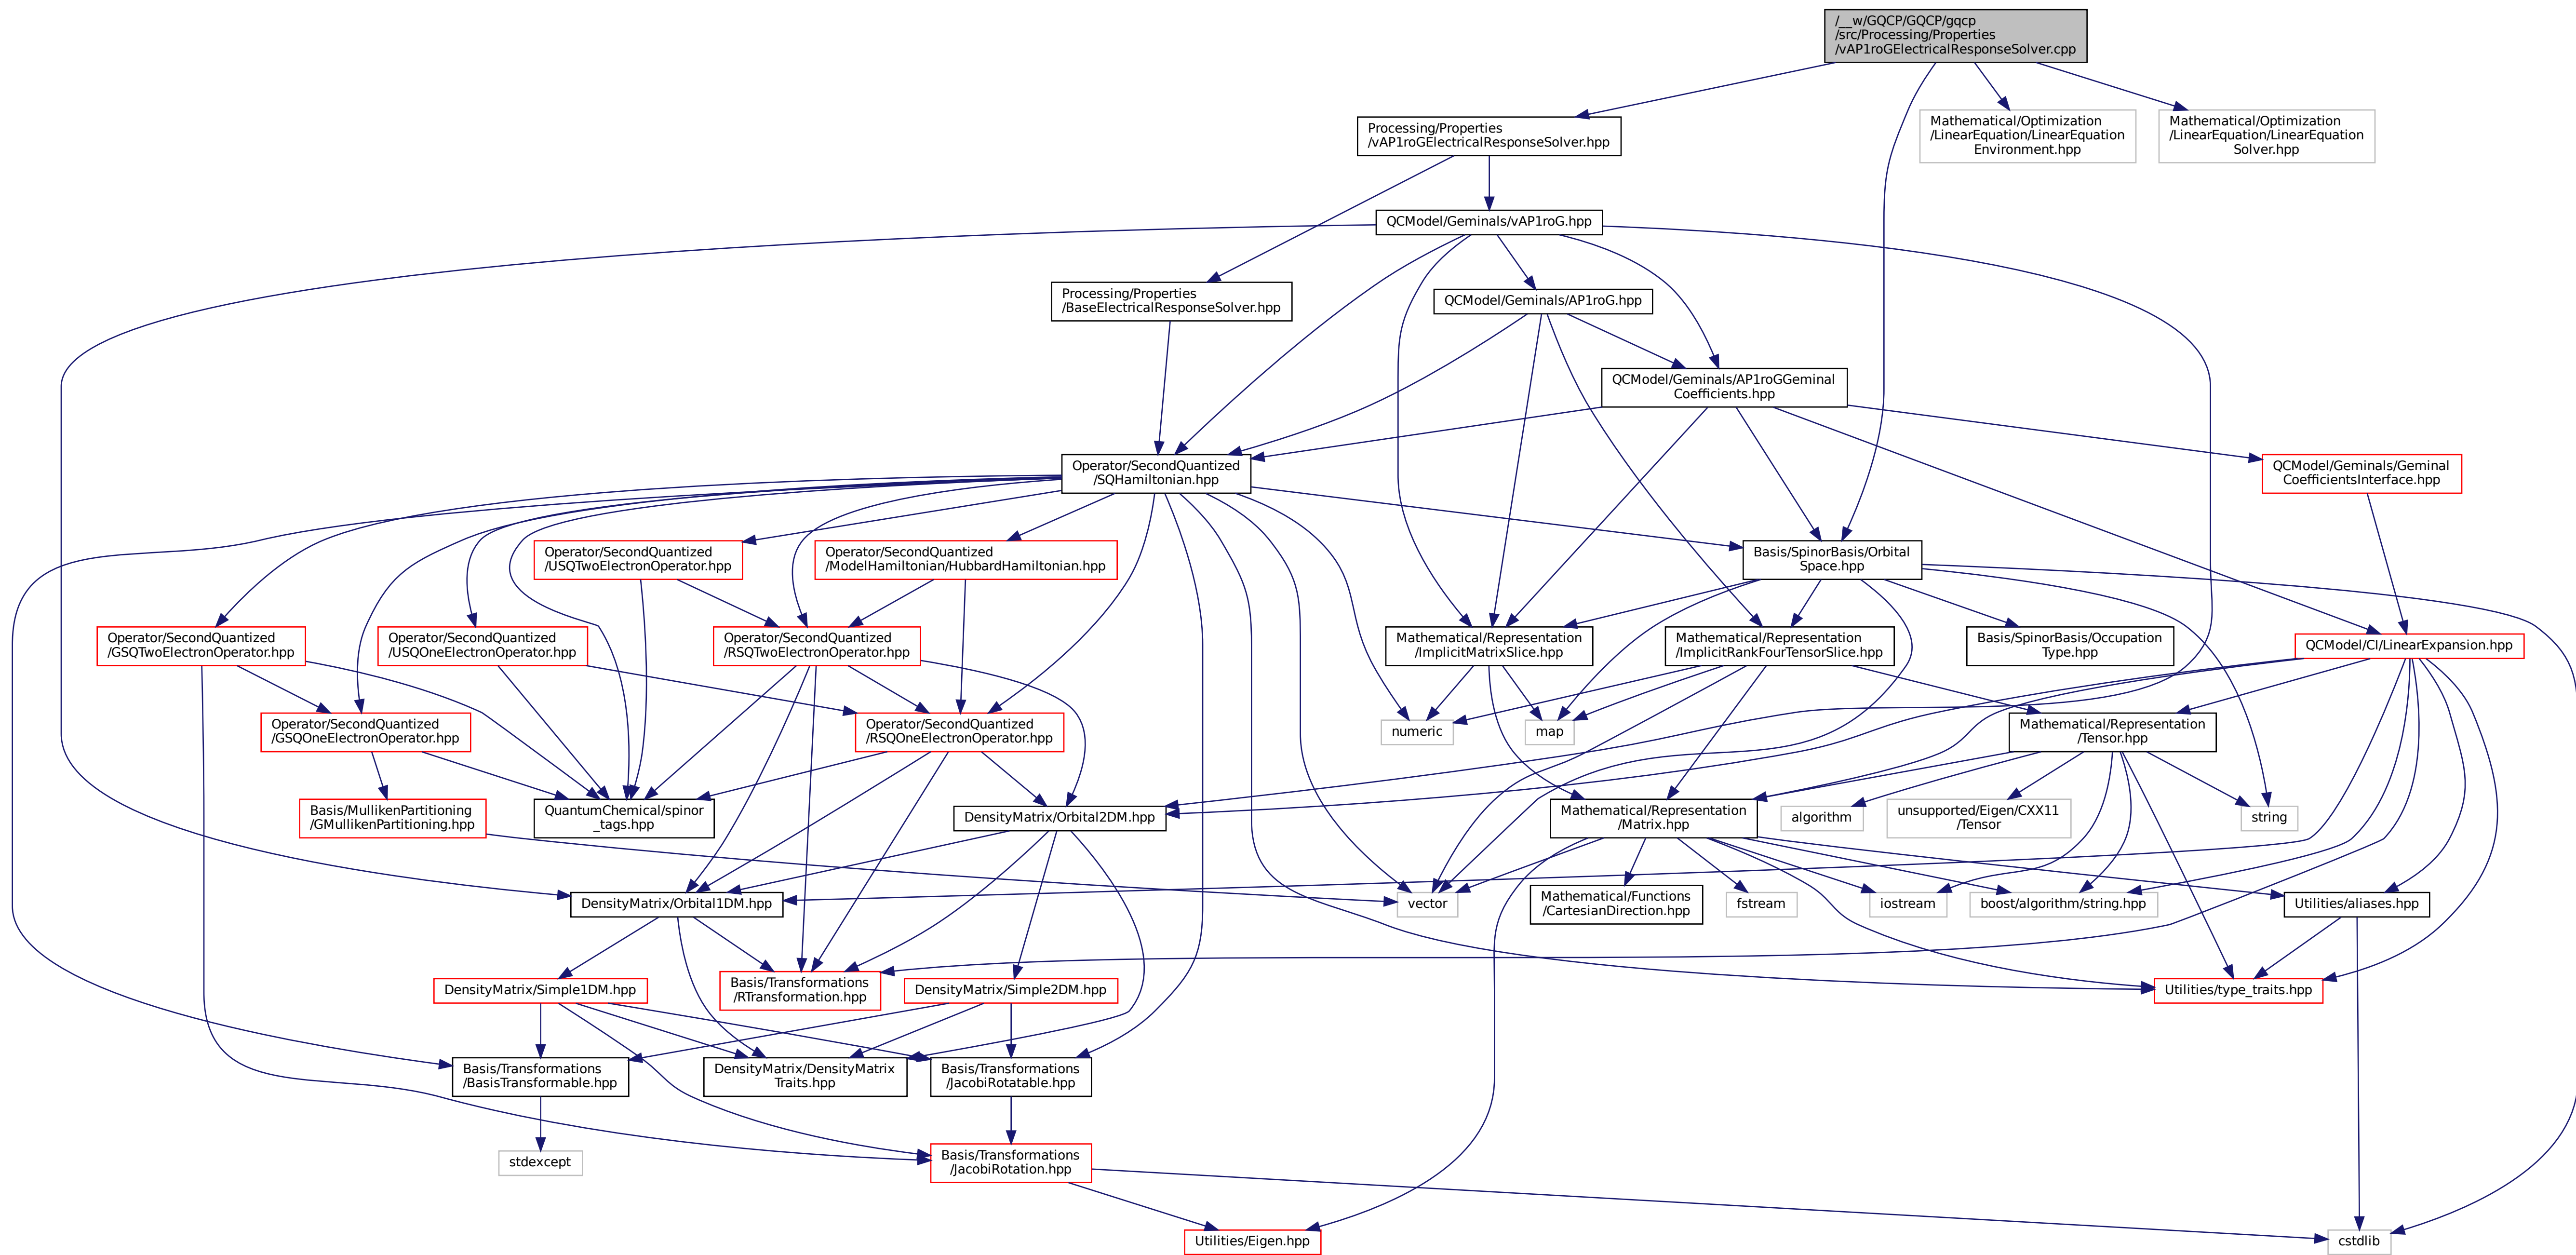 /__w/GQCP/GQCP/gqcp
/src/Processing/Properties
/vAP1roGElectricalResponseSolver.cpp
Processing/Properties
/vAP1roGElectricalResponseSolver.hpp
Mathematical/Optimization
/LinearEquation/LinearEquation
Environment.hpp
Mathematical/Optimization
/LinearEquation/LinearEquation
Solver.hpp
QCModel/Geminals/vAP1roG.hpp
Processing/Properties
/BaseElectricalResponseSolver.hpp
QCModel/Geminals/AP1roG.hpp
QCModel/Geminals/AP1roGGeminal
Coefficients.hpp
Operator/SecondQuantized
/SQHamiltonian.hpp
QCModel/Geminals/Geminal
CoefficientsInterface.hpp
Operator/SecondQuantized
/USQTwoElectronOperator.hpp
Operator/SecondQuantized
/ModelHamiltonian/HubbardHamiltonian.hpp
Basis/SpinorBasis/Orbital
Space.hpp
Operator/SecondQuantized
/GSQTwoElectronOperator.hpp
Operator/SecondQuantized
/USQOneElectronOperator.hpp
Operator/SecondQuantized
/RSQTwoElectronOperator.hpp
Mathematical/Representation
/ImplicitMatrixSlice.hpp
Mathematical/Representation
/ImplicitRankFourTensorSlice.hpp
Basis/SpinorBasis/Occupation
Type.hpp
QCModel/CI/LinearExpansion.hpp
Operator/SecondQuantized
/GSQOneElectronOperator.hpp
Operator/SecondQuantized
/RSQOneElectronOperator.hpp
numeric
map
Mathematical/Representation
/Tensor.hpp
Basis/MullikenPartitioning
/GMullikenPartitioning.hpp
QuantumChemical/spinor
_tags.hpp
DensityMatrix/Orbital2DM.hpp
Mathematical/Representation
/Matrix.hpp
algorithm
unsupported/Eigen/CXX11
/Tensor
string
DensityMatrix/Orbital1DM.hpp
vector
Mathematical/Functions
/CartesianDirection.hpp
fstream
iostream
boost/algorithm/string.hpp
Utilities/aliases.hpp
DensityMatrix/Simple1DM.hpp
Basis/Transformations
/RTransformation.hpp
DensityMatrix/Simple2DM.hpp
Utilities/type_traits.hpp
Basis/Transformations
/BasisTransformable.hpp
DensityMatrix/DensityMatrix
Traits.hpp
Basis/Transformations
/JacobiRotatable.hpp
stdexcept
Basis/Transformations
/JacobiRotation.hpp
Utilities/Eigen.hpp
cstdlib